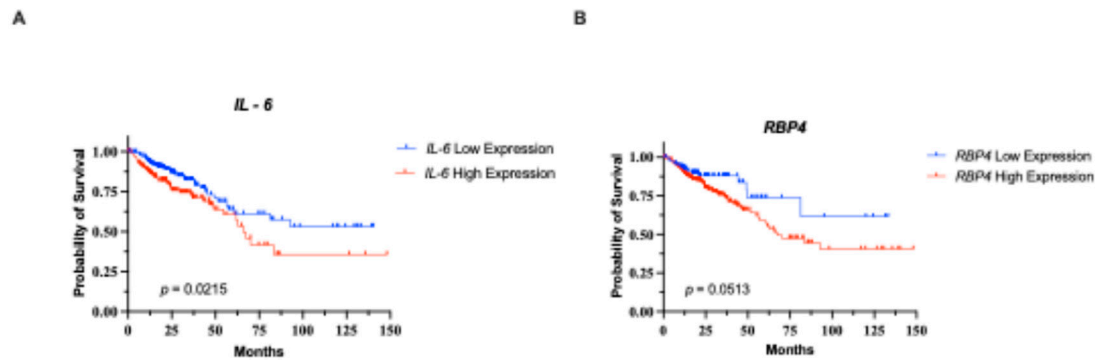 A
B
IL - 6
RBP4
IL-6 Low Expression
IL-6 High Expression
RBP4 Low Expression
RBP4 High Expression
Probability of Survival
1.00
0.75
0.50
0.25
0.00
p = 0.0215
0 25 50 75 100 125 150
Months
Probability of Survival
1.00
0.75
0.50
0.25
0.00
p = 0.0513
0 25 50 75 100 125 150
Months